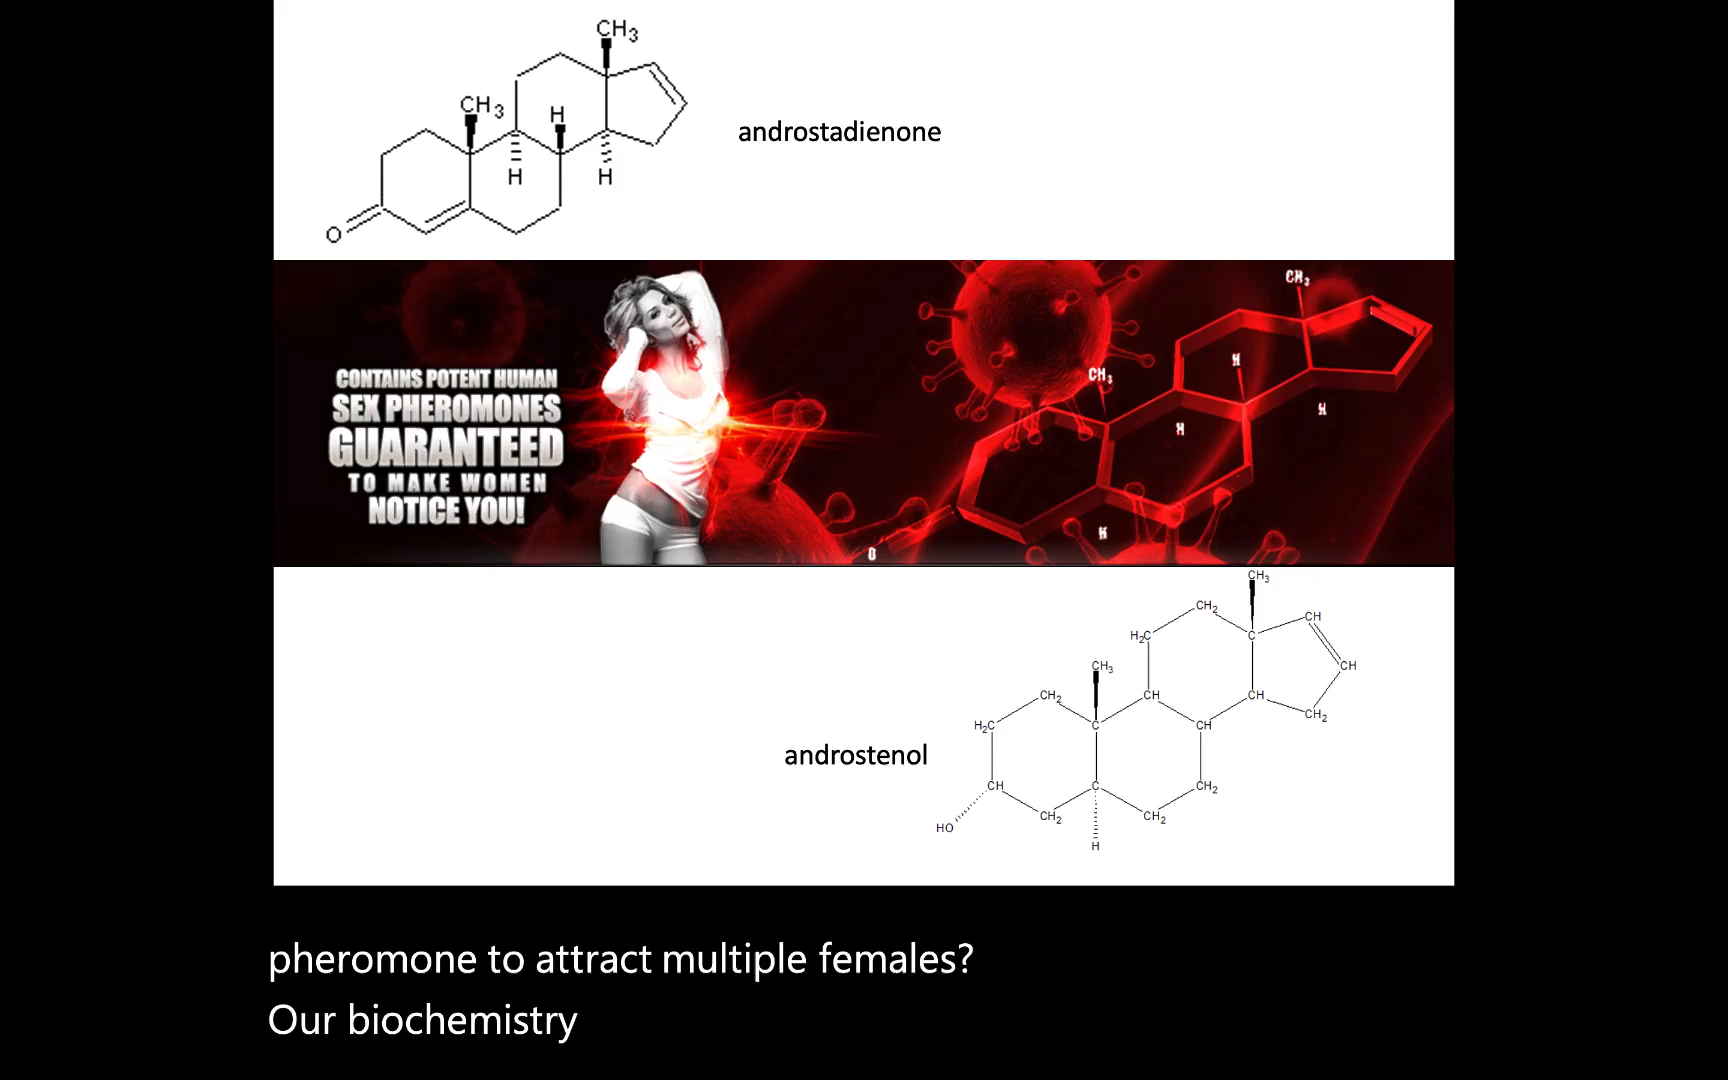 CH3
CH3
H
H
H
O
androstadienone
CONTAINS POTENT HUMAN
SEX PHEROMONES
GUARANTEED
TO MAKE WOMEN
NOTICE YOU!
CH3
CH3
H
H
H
H
O
CH3
CH2
H2C
CH
CH3
CH
CH2
CH
CH
H2C
C
C
CH
CH2
CH
C
CH2
HO
CH2
CH2
H
androstenol
pheromone to attract multiple females?
Our biochemistry